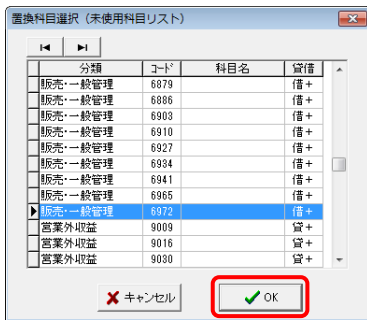 置換科目選択（未使用科目リスト）
分類 コード 科目名 貸借
販売・一般管理 6879 借+
販売・一般管理 6886 借+
販売・一般管理 6903 借+
販売・一般管理 6910 借+
販売・一般管理 6927 借+
販売・一般管理 6934 借+
販売・一般管理 6941 借+
販売・一般管理 6965 借+
販売・一般管理 6972 借+
営業外収益 9009 貸+
営業外収益 9016 貸+
営業外収益 9030 貸+
キャンセル OK